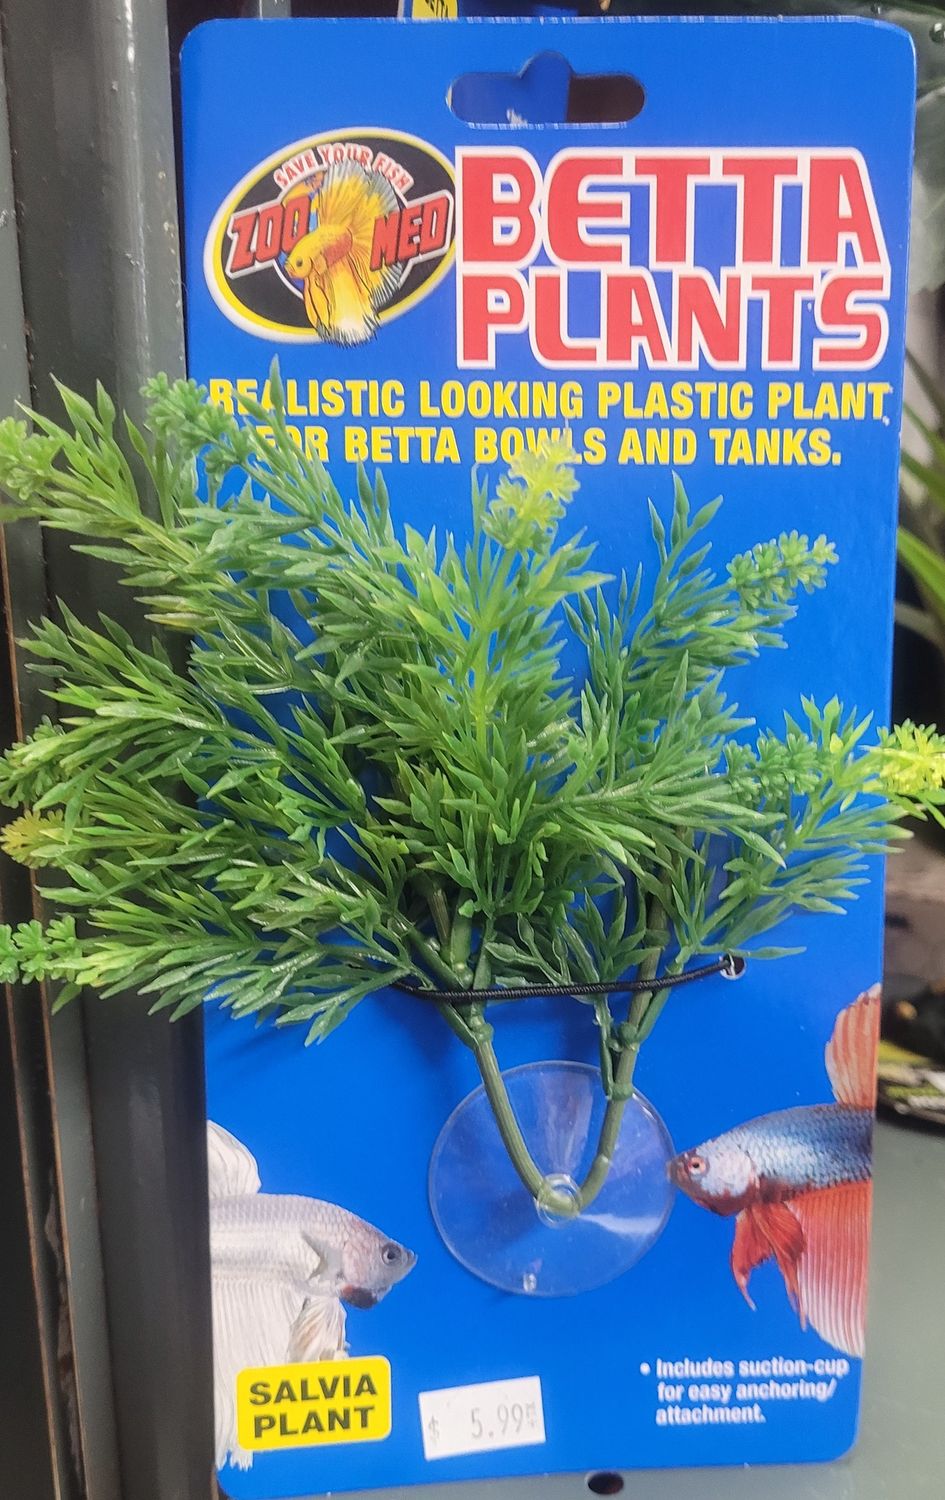 SAVE YOUR FISH
ZOO MED
BETTA
PLANTS
REALISTIC LOOKING PLASTIC PLANT
FOR BETTA BOWLS AND TANKS.
SALVIA
PLANT
$ 5.99
• Includes suction-cup
for easy anchoring/
attachment.